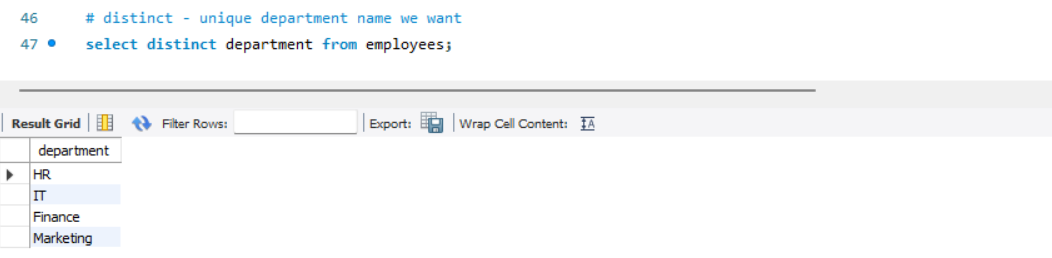 46 # distinct - unique department name we want
47 select distinct department from employees;
Result Grid Filter Rows: Export: Wrap Cell Content: IA
department
HR
IT
Finance
Marketing